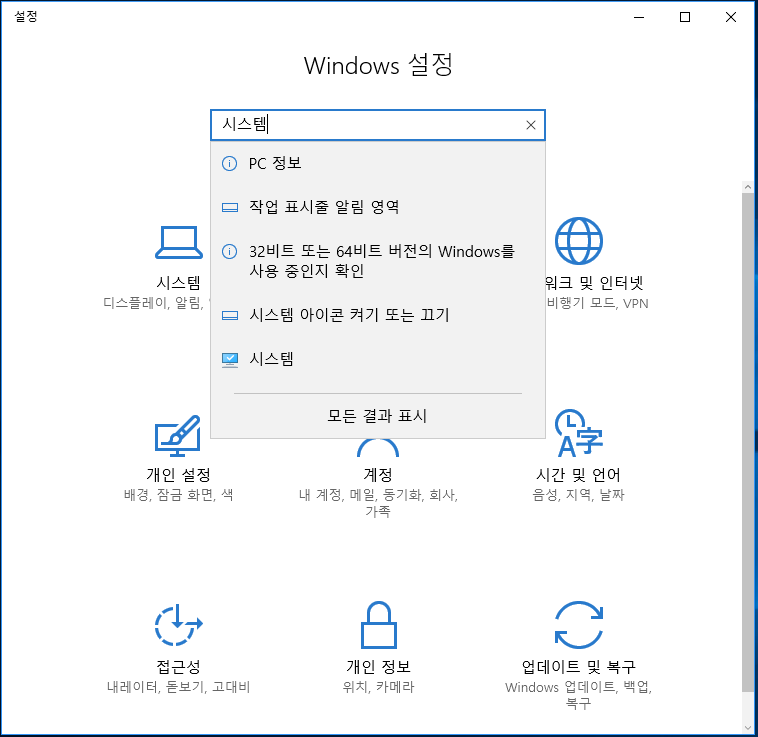 설정
Windows 설정
시스템
PC 정보
작업 표시줄 알림 영역
32비트 또는 64비트 버전의 Windows를
사용 중인지 확인
시스템 아이콘 켜기 또는 끄기
시스템
모든 결과 표시
시스템
디스플레이, 알림,
워크 및 인터넷
비행기 모드, VPN
개인 설정
배경, 잠금 화면, 색
계정
내 계정, 메일, 동기화, 회사,
가족
시간 및 언어
음성, 지역, 날짜
접근성
내레이터, 돋보기, 고대비
개인 정보
위치, 카메라
업데이트 및 복구
Windows 업데이트, 백업,
복구